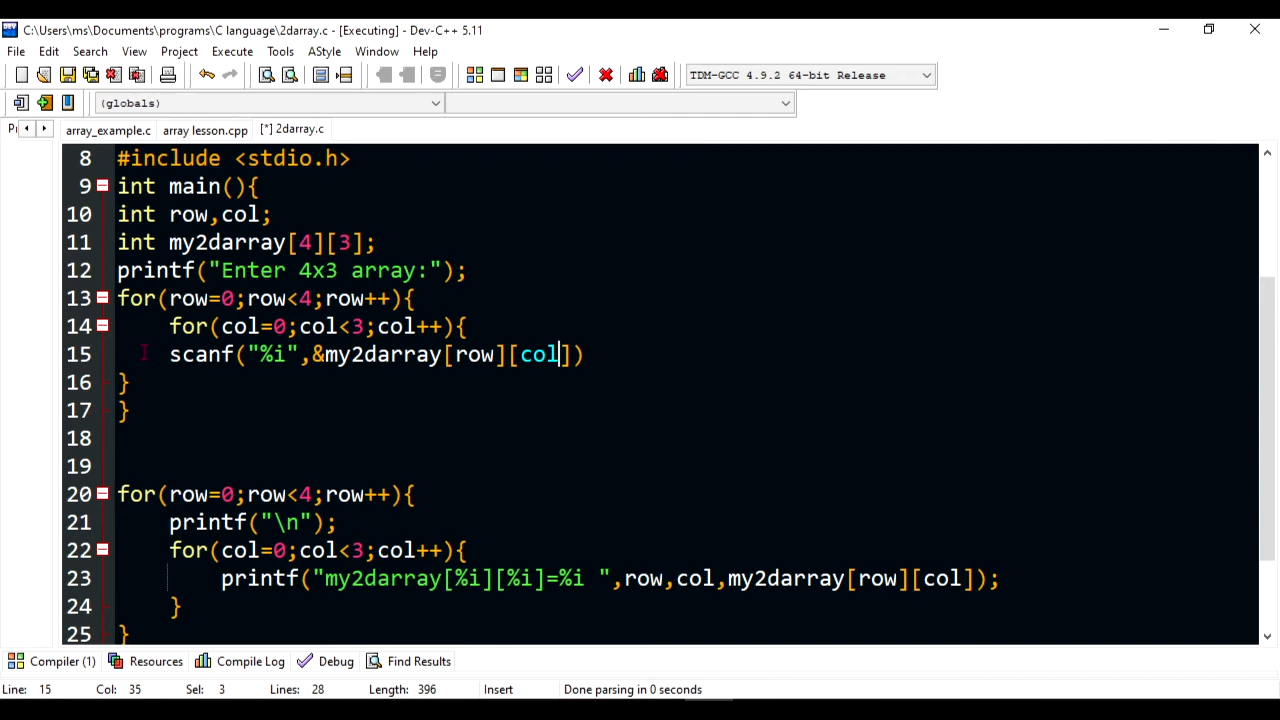 C:\Users\ms\Documents\programs\C language\2darray.c - [Executing] - Dev-C++ 5.11
File Edit Search View Project Execute Tools AStyle Window Help
TDM-GCC 4.9.2 64-bit Release
(globals)
array_example.c array lesson.cpp [*] 2darray.c
8 #include <stdio.h>
9 int main(){
10 int row,col;
11 int my2darray[4][3];
12 printf("Enter 4x3 array:");
13 for(row=0;row<4;row++){
14 for(col=0;col<3;col++){
15 scanf("%i",&my2darray[row][col])
16 }
17 }
18
19
20 for(row=0;row<4;row++){
21 printf("\n");
22 for(col=0;col<3;col++){
23 printf("my2darray[%i][%i]=%i ",row,col,my2darray[row][col]);
24 }
25 }
Compiler (1) Resources Compile Log Debug Find Results
Line: 15 Col: 35 Sel: 3 Lines: 28 Length: 396 Insert Done parsing in 0 seconds